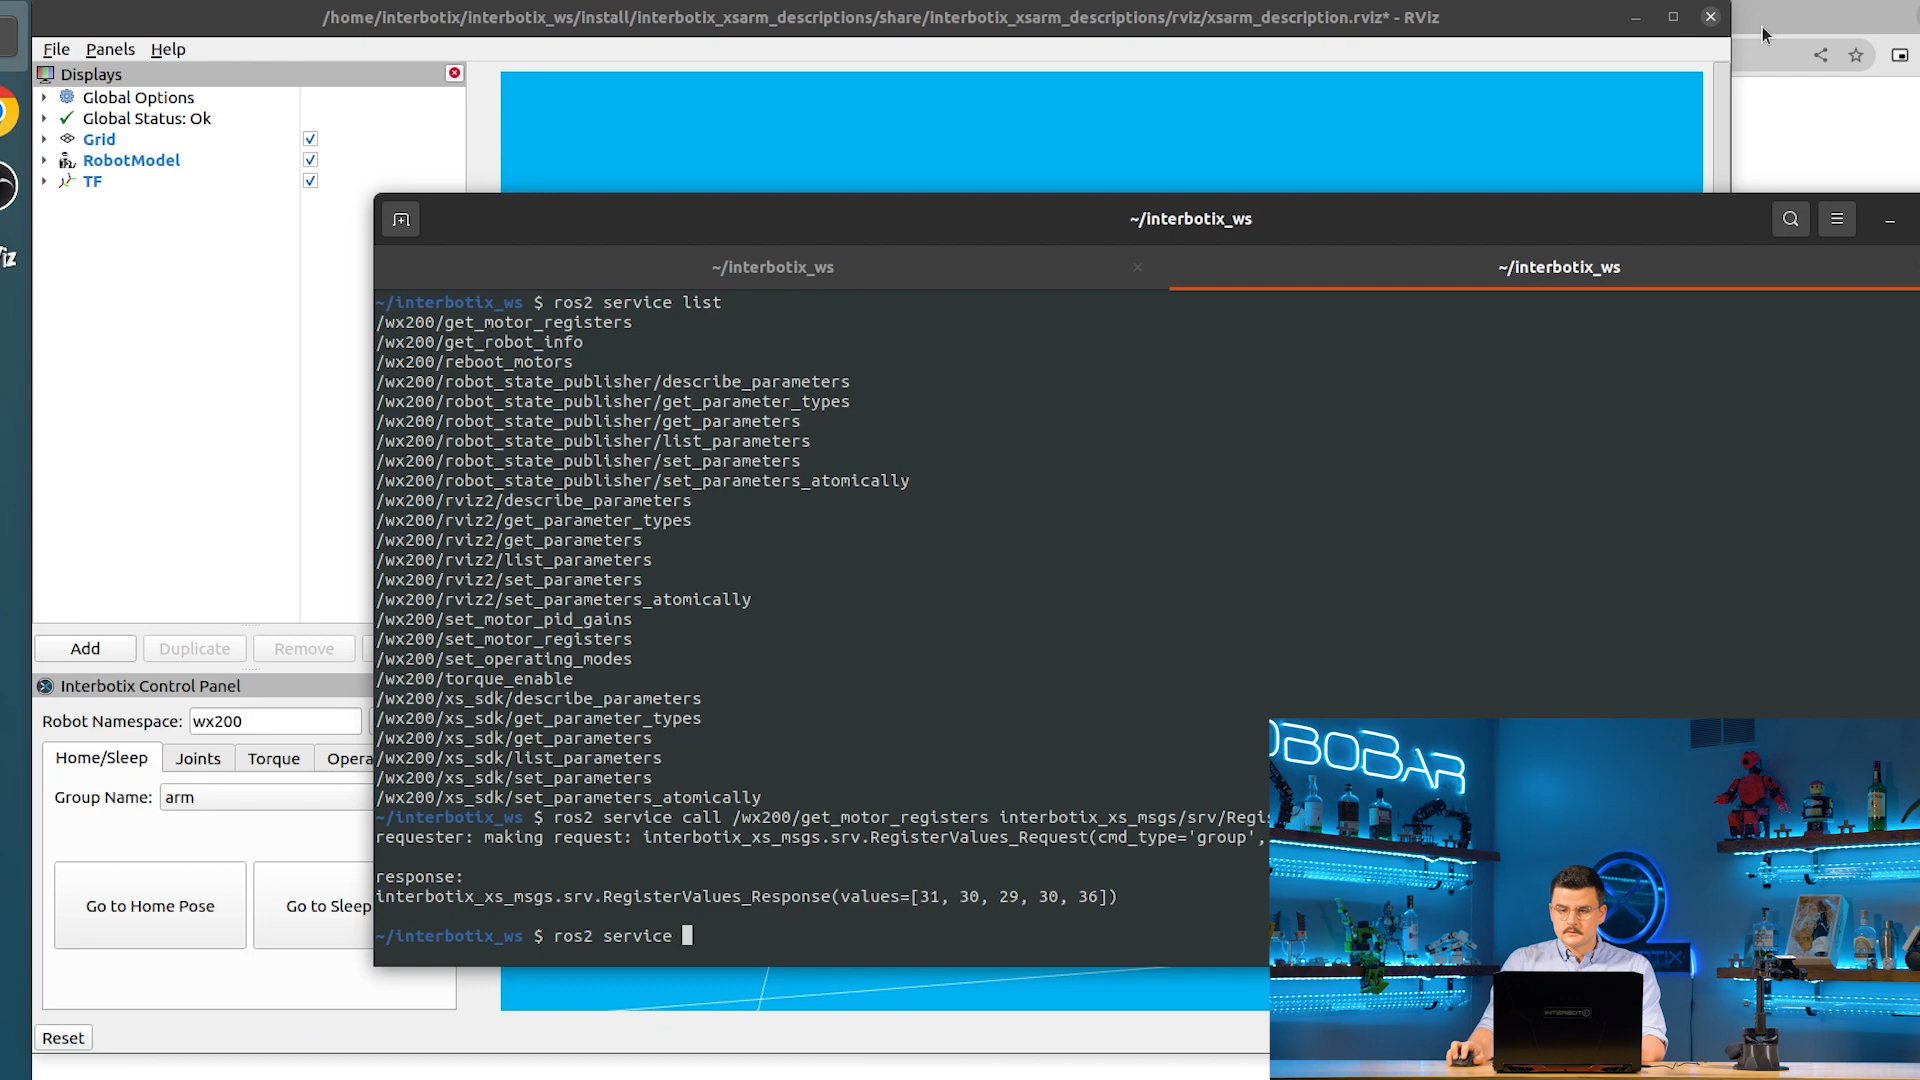 /home/interbotix/interbotix_ws/install/interbotix_xsarm_descriptions/share/interbotix_xsarm_descriptions/rviz/xsarm_description.rviz* - RViz
File Panels Help
Displays
Global Options
Global Status: Ok
Grid
RobotModel
TF
Add Duplicate Remove
Interbotix Control Panel
Robot Namespace: wx200
Home/Sleep Joints Torque Opera
Group Name: arm
Go to Home Pose Go to Sleep
Reset
~/interbotix_ws
~/interbotix_ws ~/interbotix_ws
~/interbotix_ws $ ros2 service list
/wx200/get_motor_registers
/wx200/get_robot_info
/wx200/reboot_motors
/wx200/robot_state_publisher/describe_parameters
/wx200/robot_state_publisher/get_parameter_types
/wx200/robot_state_publisher/get_parameters
/wx200/robot_state_publisher/list_parameters
/wx200/robot_state_publisher/set_parameters
/wx200/robot_state_publisher/set_parameters_atomically
/wx200/rviz2/describe_parameters
/wx200/rviz2/get_parameter_types
/wx200/rviz2/get_parameters
/wx200/rviz2/list_parameters
/wx200/rviz2/set_parameters
/wx200/rviz2/set_parameters_atomically
/wx200/set_motor_pid_gains
/wx200/set_motor_registers
/wx200/set_operating_modes
/wx200/torque_enable
/wx200/xs_sdk/describe_parameters
/wx200/xs_sdk/get_parameter_types
/wx200/xs_sdk/get_parameters
/wx200/xs_sdk/list_parameters
/wx200/xs_sdk/set_parameters
/wx200/xs_sdk/set_parameters_atomically
~/interbotix_ws $ ros2 service call /wx200/get_motor_registers interbotix_xs_msgs/srv/Regis
requester: making request: interbotix_xs_msgs.srv.RegisterValues_Request(cmd_type='group',
response:
interbotix_xs_msgs.srv.RegisterValues_Response(values=[31, 30, 29, 30, 36])
~/interbotix_ws $ ros2 service
OBOBAR
INTERBOTIX